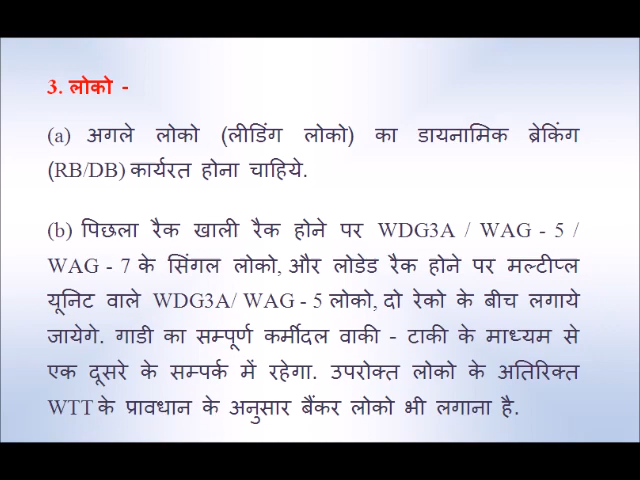 3. लोको -
(a) अगले लोको (लीडिंग लोको) का डायनामिक ब्रेकिंग
(RB/DB) कार्यरत होना चाहिये.
(b) पिछला रैक खाली रैक होने पर WDG3A / WAG - 5 /
WAG - 7 के सिंगल लोको, और लोडेड रैक होने पर मल्टीप्ल
यूनिट वाले WDG3A/ WAG - 5 लोको, दो रेको के बीच लगाये
जायेगे. गाडी का सम्पूर्ण कर्मीदल वाकी - टाकी के माध्यम से
एक दूसरे के सम्पर्क में रहेगा. उपरोक्त लोको के अतिरिक्त
WTT के प्रावधान के अनुसार बैंकर लोको भी लगाना है.